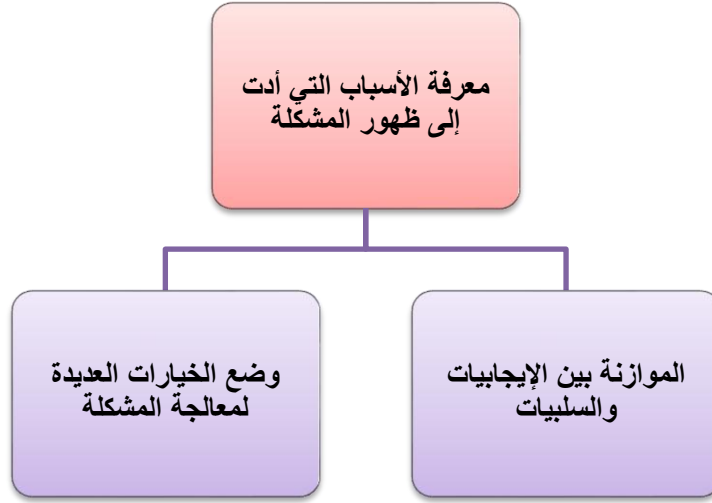 معرفة الأسباب التي أدت
إلى ظهور المشكلة
الموازنة بين الإيجابيات
والسلبيات
وضع الخيارات العديدة
لمعالجة المشكلة